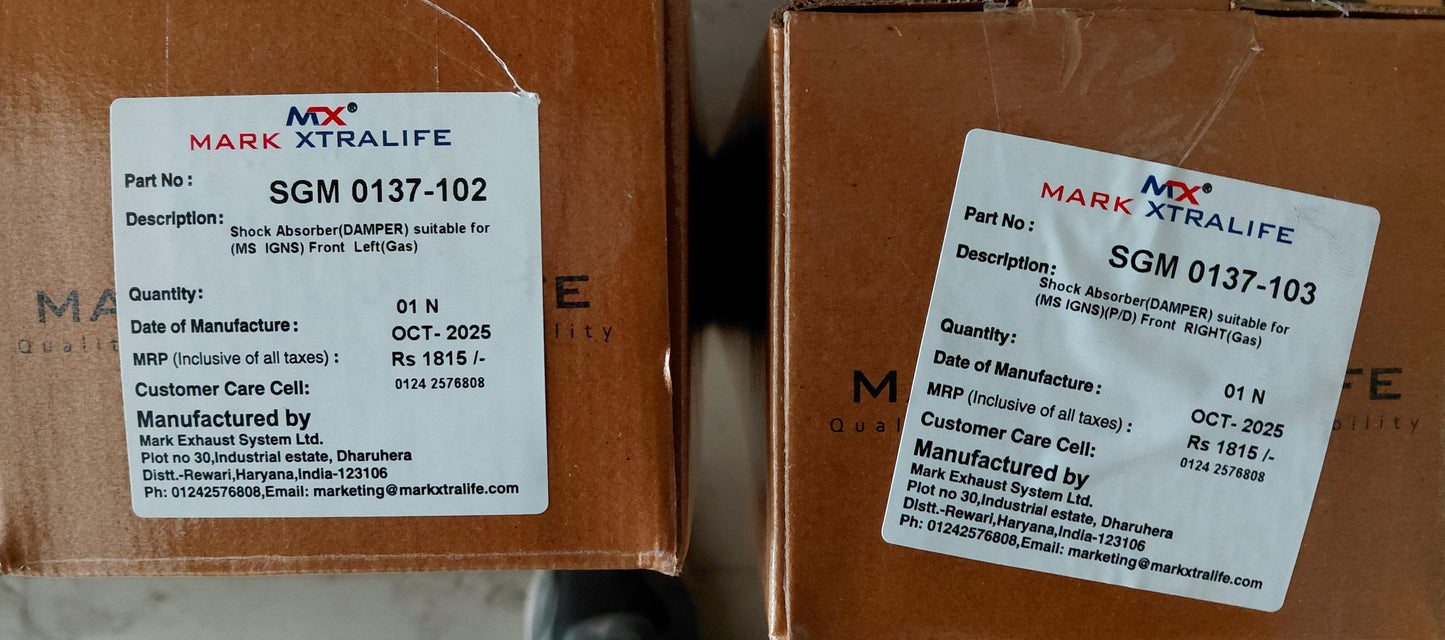 MX®
MARK XTRALIFE
Part No :
SGM 0137-102
Description:
Shock Absorber(DAMPER) suitable for
(MS IGNS) Front Left(Gas)
Quantity:
01 N
Date of Manufacture:
OCT- 2025
MRP (Inclusive of all taxes) :
Rs 1815 /-
Customer Care Cell:
0124 2576808
Manufactured by
Mark Exhaust System Ltd.
Plot no 30,Industrial estate, Dharuhera
Distt.-Rewari,Haryana,India-123106
Ph: 01242576808,Email: marketing@markxtralife.com
MX®
MARK XTRALIFE
Part No :
SGM 0137-103
Description:
Shock Absorber(DAMPER) suitable for
(MS IGNS)(P/D) Front RIGHT(Gas)
Quantity:
01 N
Date of Manufacture:
OCT- 2025
MRP (Inclusive of all taxes) :
Rs 1815 /-
Customer Care Cell:
0124 2576808
Manufactured by
Mark Exhaust System Ltd.
Plot no 30,Industrial estate, Dharuhera
Distt.-Rewari,Haryana,India-123106
Ph: 01242576808,Email: marketing@markxtralife.com